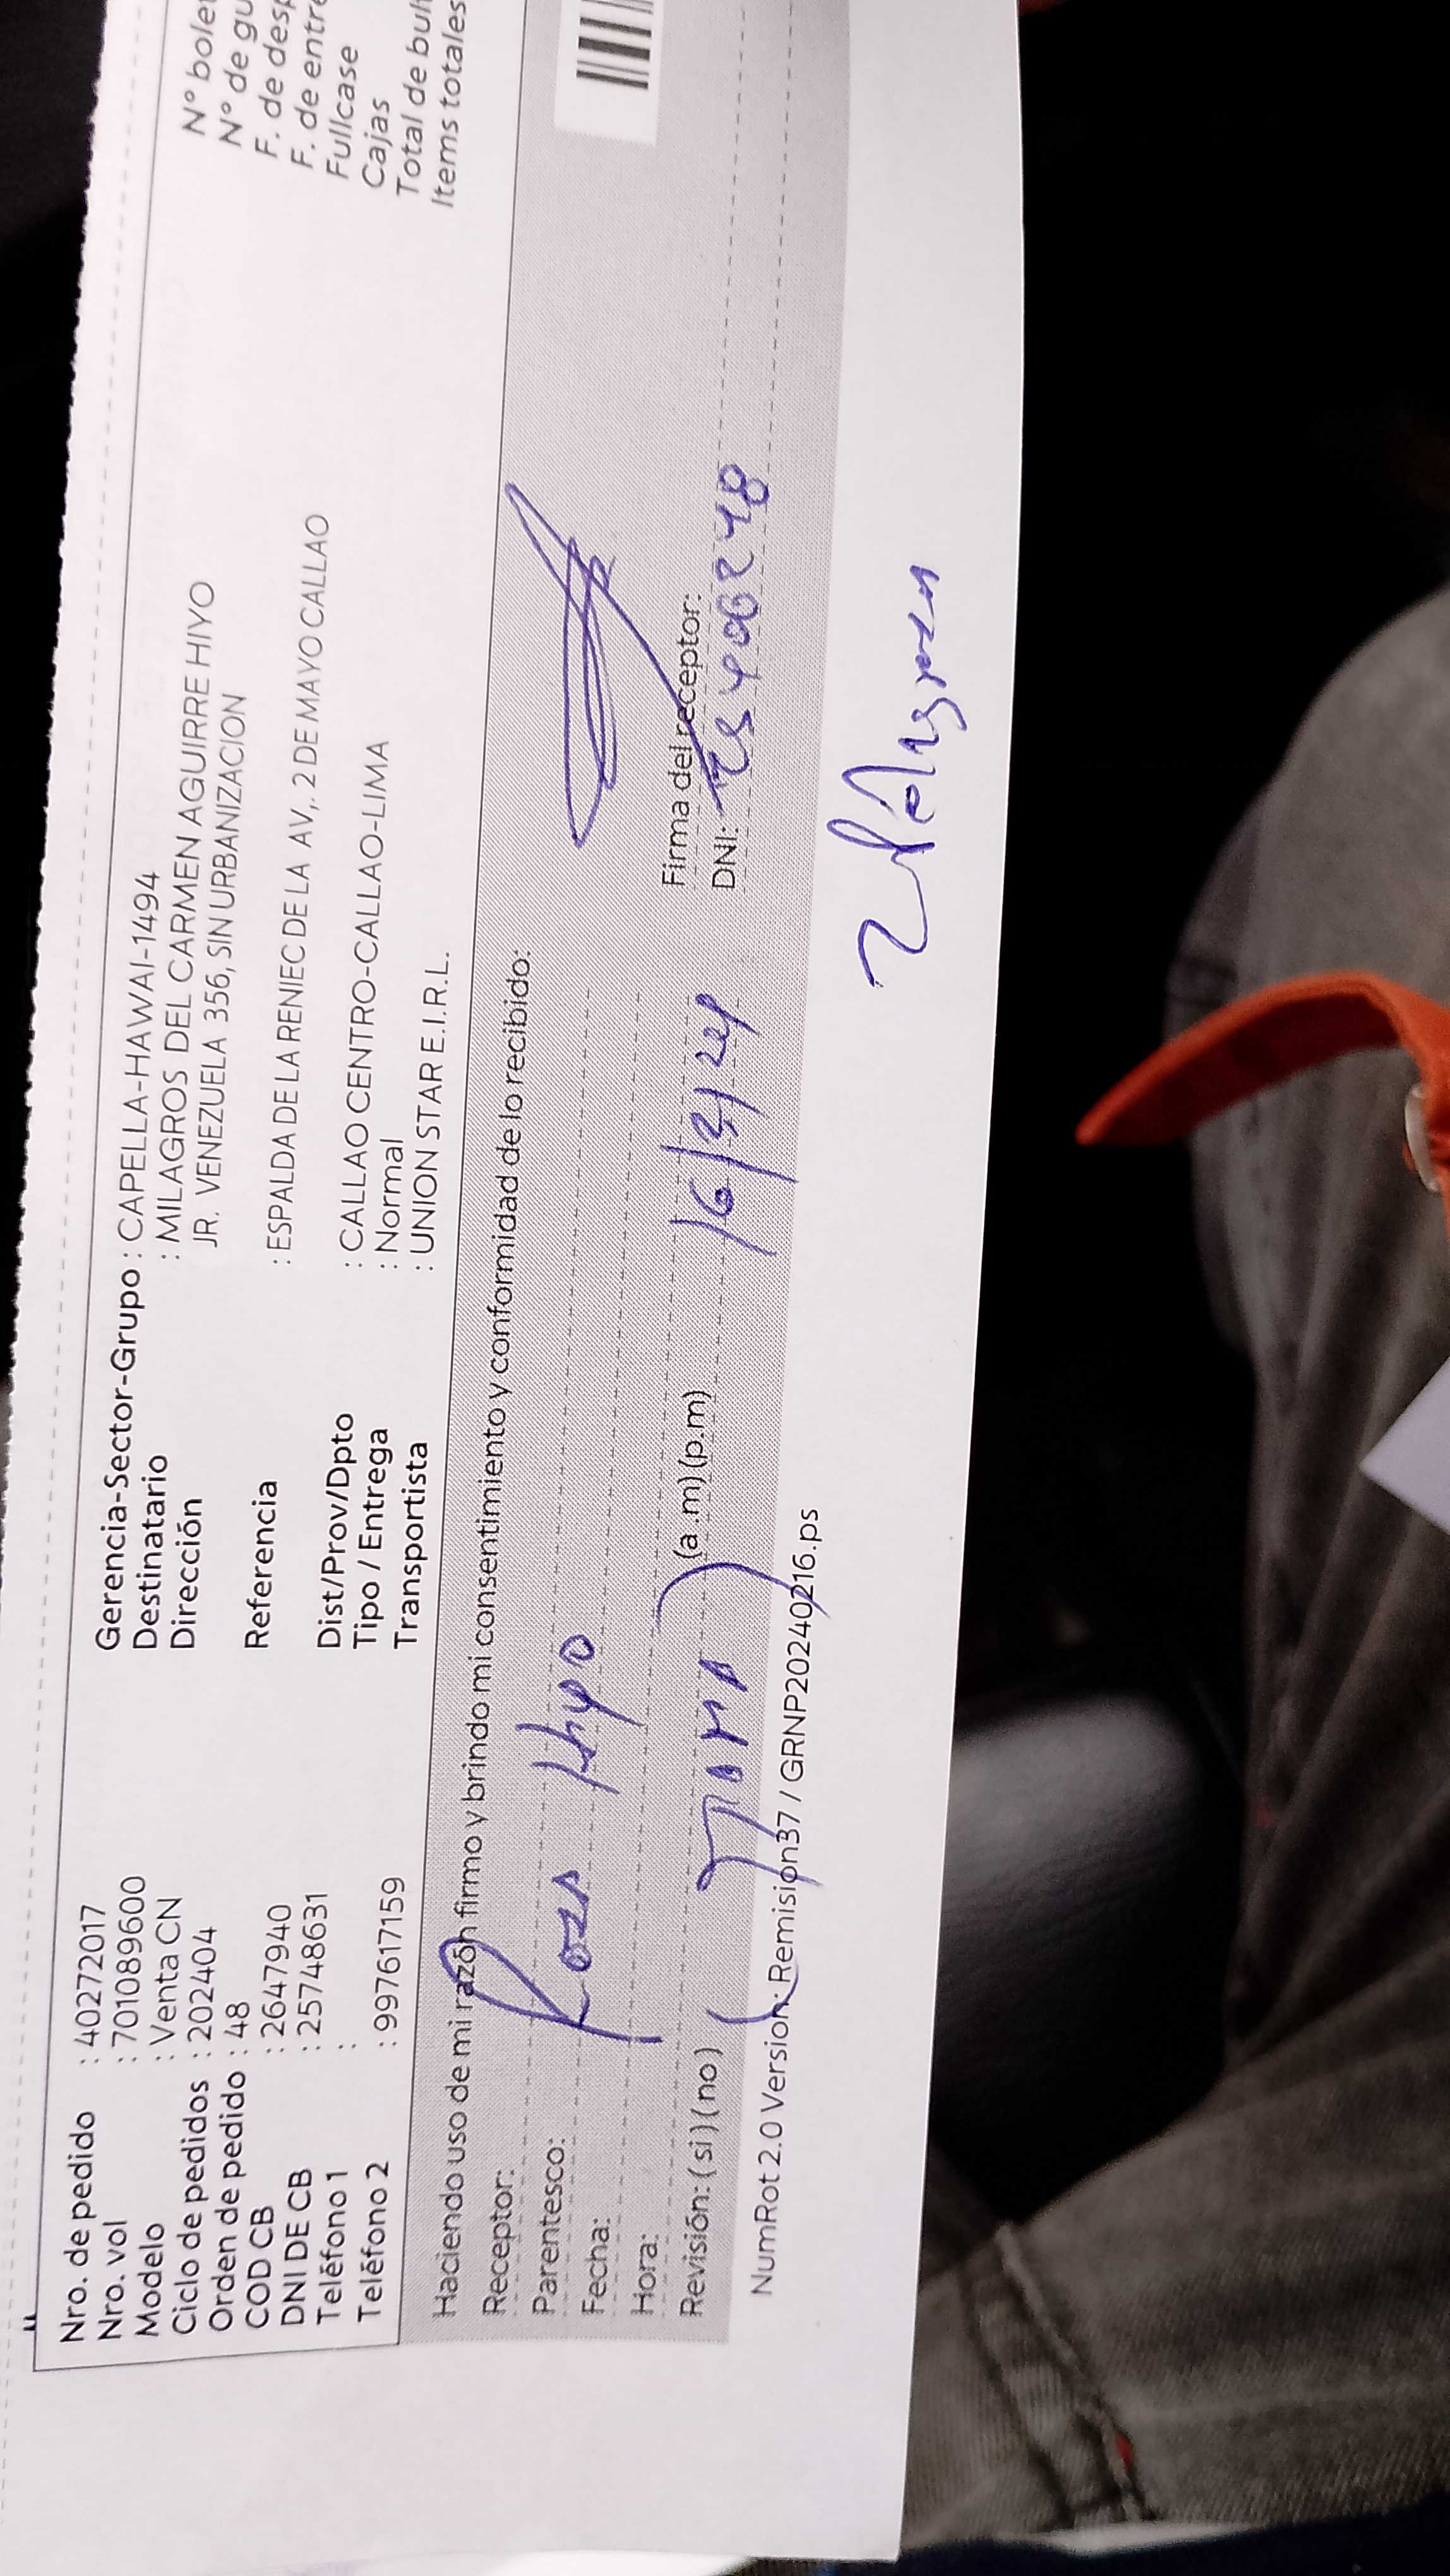 Nro. de pedido : 40272017
Nro. vol : 701089600
Modelo : Venta CN
Ciclo de pedidos : 202404
Orden de pedido : 48
COD CB : 2647940
DNI DE CB : 25748631
Teléfono 1 :
Teléfono 2 : 997617159
Gerencia-Sector-Grupo : CAPELLA-HAWAI-1494
Destinatario : MILAGROS DEL CARMEN AGUIRRE HIYO
Dirección JR. VENEZUELA 356, SIN URBANIZACION
Referencia : ESPALDA DE LA RENIEC DE LA AV,. 2 DE MAYO CALLAO
Dist/Prov/Dpto : CALLAO CENTRO-CALLAO-LIMA
Tipo / Entrega : Normal
Transportista : UNION STAR E.I.R.L.
N° bole
N° de gu
F. de desp
F. de entre
Fullcase
Cajas
Total de bul
Items totales
Haciendo uso de mi razón firmo y brindo mi consentimiento y conformidad de lo recibido:
Receptor: Rosa Hiyo
Parentesco:
Fecha:
Hora:
Revisión: (si) (no) (a.m) (p.m)
16/2/24
Firma del receptor:
DNI: 25406248
NumRot 2.0 Version: Remision37 / GRNP20240216.ps